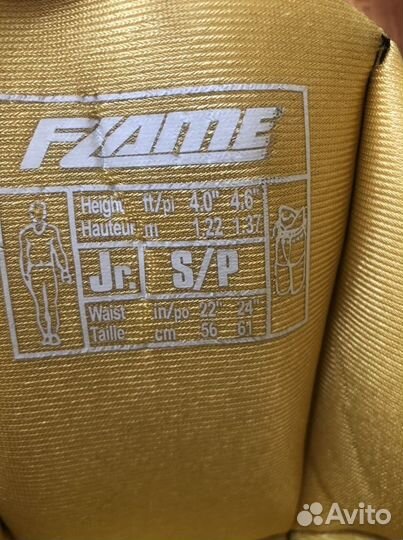 FLAME
Height ft/pi 4.0" 4.6"
Hauteur m 1.22 1.37
Jr. S/P
Waist in/po 22" 24"
Taille cm 56 61
Avito